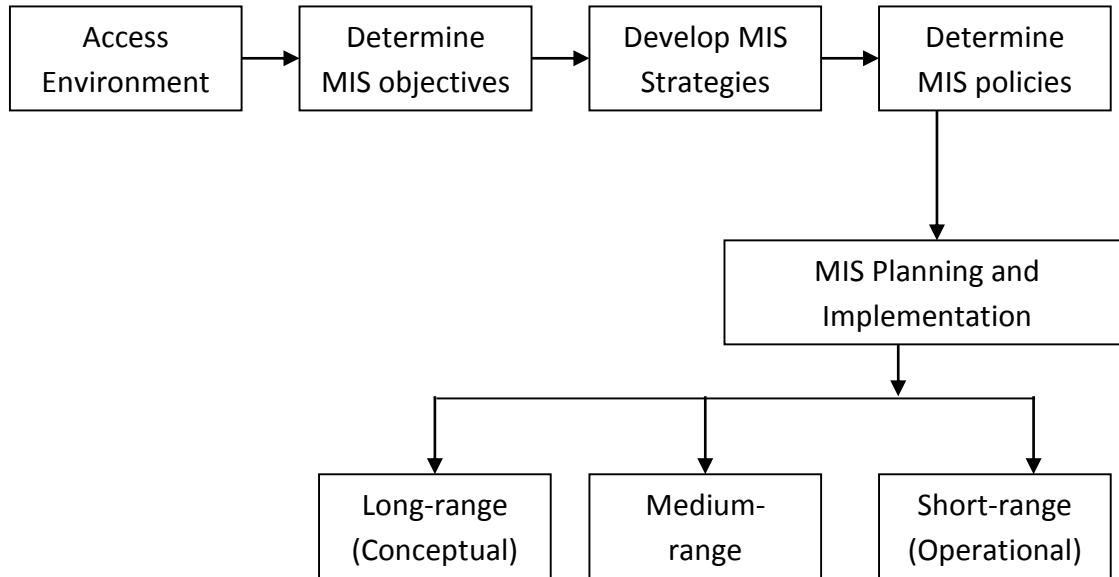 Access
Environment
Determine
MIS objectives
Develop MIS
Strategies
Determine
MIS policies
MIS Planning and
Implementation
Long-range
(Conceptual)
Medium-
range
Short-range
(Operational)